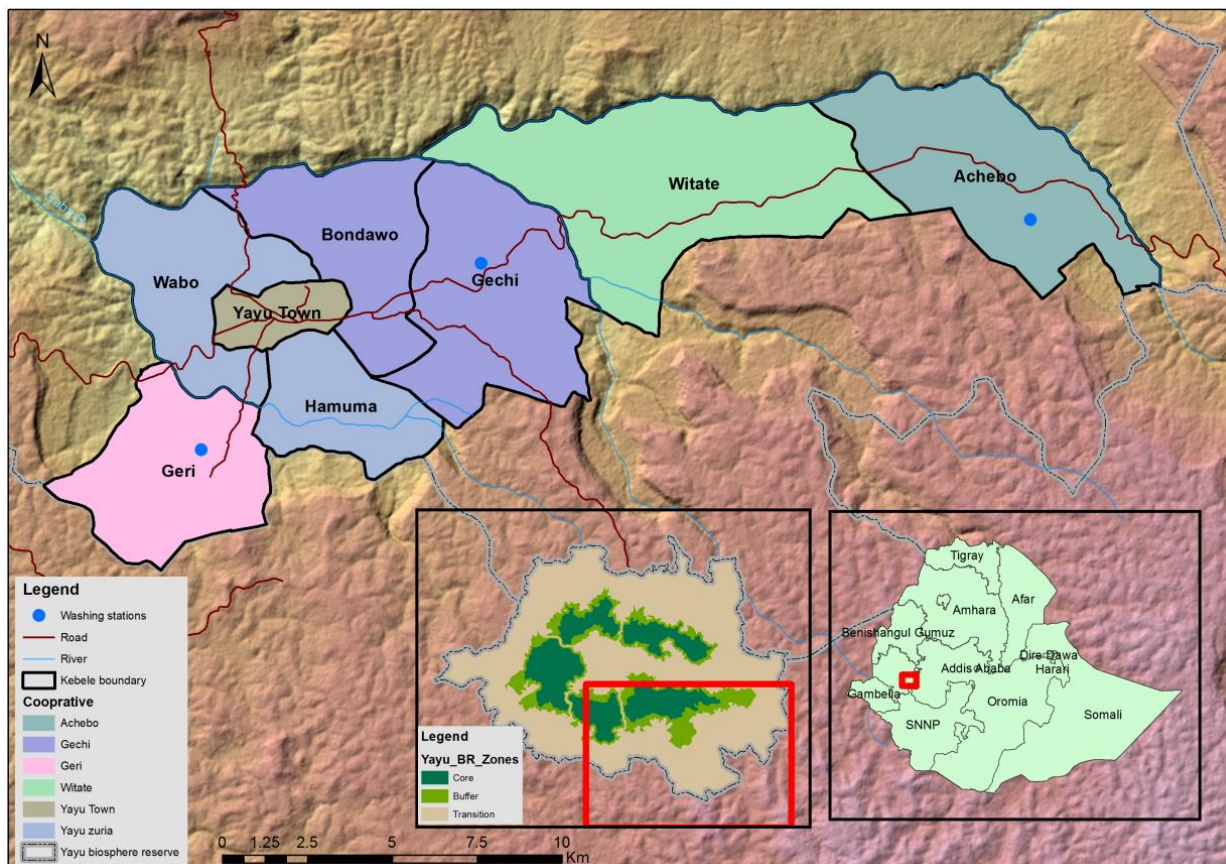 N
Gaba R.
Witate
Achebo
Bondawo
Wabo
Gechi
Yayu Town
Hamuma
Geri
Legend
Washing stations
Road
River
Kebele boundary
Cooprative
Achebo
Gechi
Geri
Witate
Yayu Town
Yayu zuria
Yayu biosphere reserve
Legend
Yayu_BR_Zones
Core
Buffer
Transition
Tigray
Afar
Amhara
Benishangul Gumuz
Dire Dawa
Addis Ababa
Harari
Gambella
Oromia
SNNP
Somali
0 1.25 2.5 5 7.5 10
Km